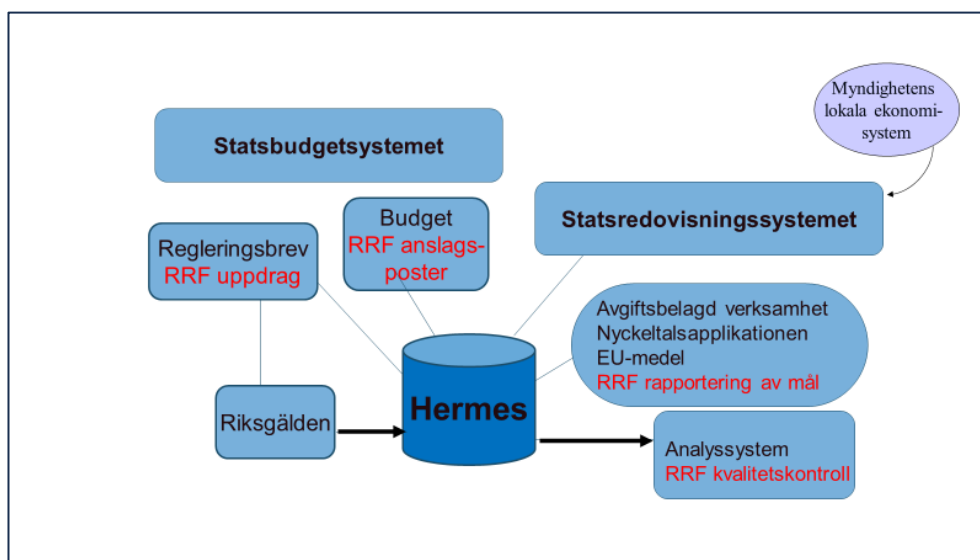 Myndighetens
lokala ekonomi-
system
Statsbudgetsystemet
Statsredovisningssystemet
Budget
RRF anslags-
poster
Regleringsbrev
RRF uppdrag
Avgiftsbelagd verksamhet
Nyckeltalsapplikationen
EU-medel
RRF rapportering av mål
Hermes
Riksgälden
Analyssystem
RRF kvalitetskontroll